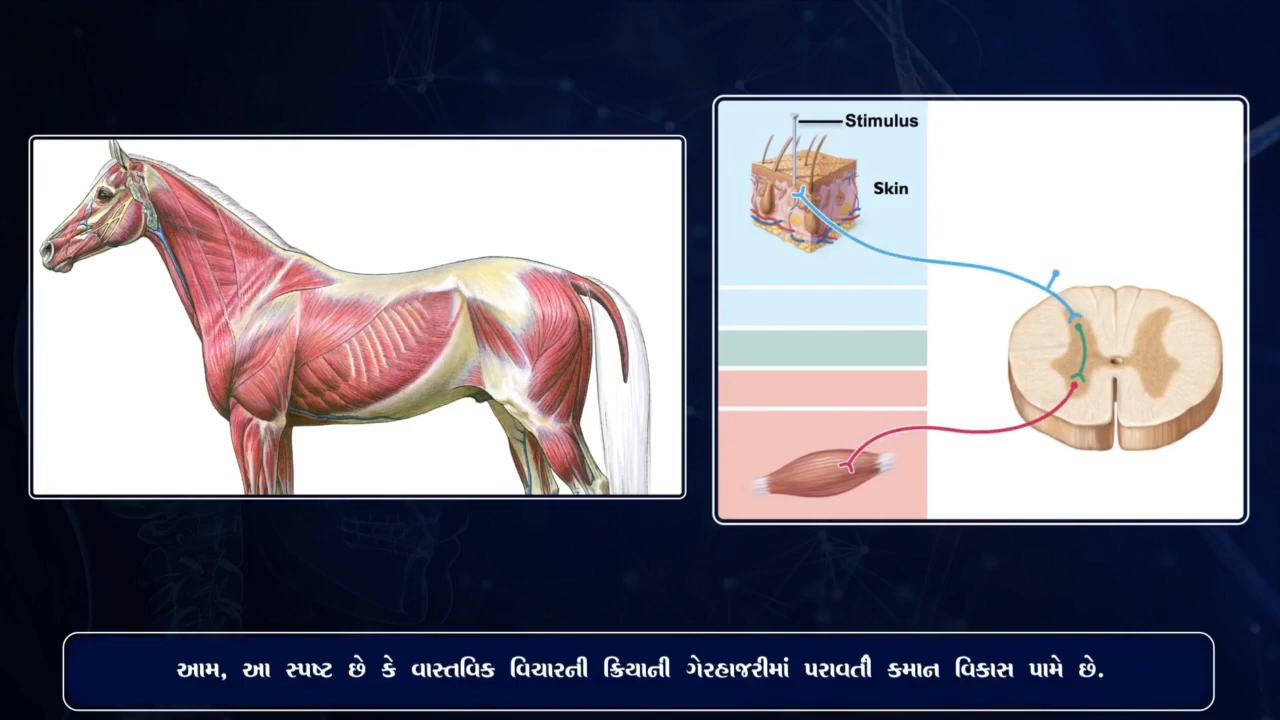 Stimulus
Skin
આમ, આ સ્પષ્ટ છે કે વાસ્તવિક વિચારની ક્રિયાની ગેરહાજરીમાં પરાવર્તી કમાન વિકાસ પામે છે.